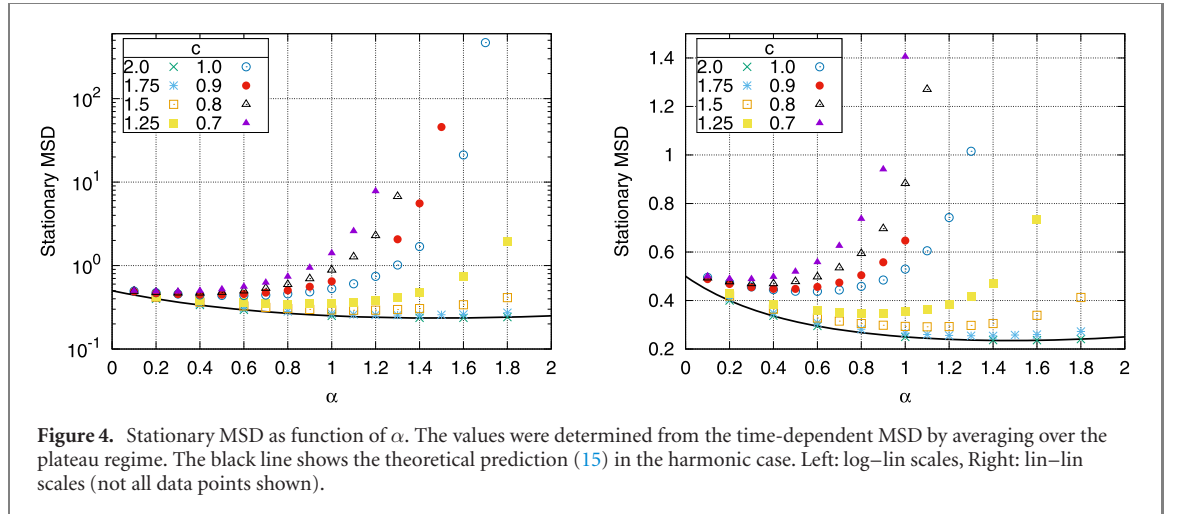 c
2.0 1.0
1.75 0.9
1.5 0.8
1.25 0.7
Stationary MSD
10²
10¹
10⁰
10⁻¹
0 0.2 0.4 0.6 0.8 1 1.2 1.4 1.6 1.8 2
α
c
2.0 1.0
1.75 0.9
1.5 0.8
1.25 0.7
Stationary MSD
1.4
1.2
1
0.8
0.6
0.4
0.2
0 0.2 0.4 0.6 0.8 1 1.2 1.4 1.6 1.8 2
α
Figure 4. Stationary MSD as function of α. The values were determined from the time-dependent MSD by averaging over the
plateau regime. The black line shows the theoretical prediction (15) in the harmonic case. Left: log–lin scales, Right: lin–lin
scales (not all data points shown).